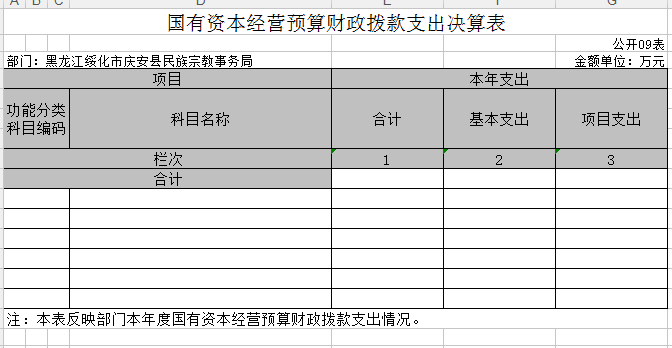 A B C D E F G
国有资本经营预算财政拨款支出决算表
公开09表
部门：黑龙江绥化市庆安县民族宗教事务局 金额单位：万元
项目 本年支出
功能分类科目编码 科目名称 合计 基本支出 项目支出
栏次 1 2 3
合计
注：本表反映部门本年度国有资本经营预算财政拨款支出情况。